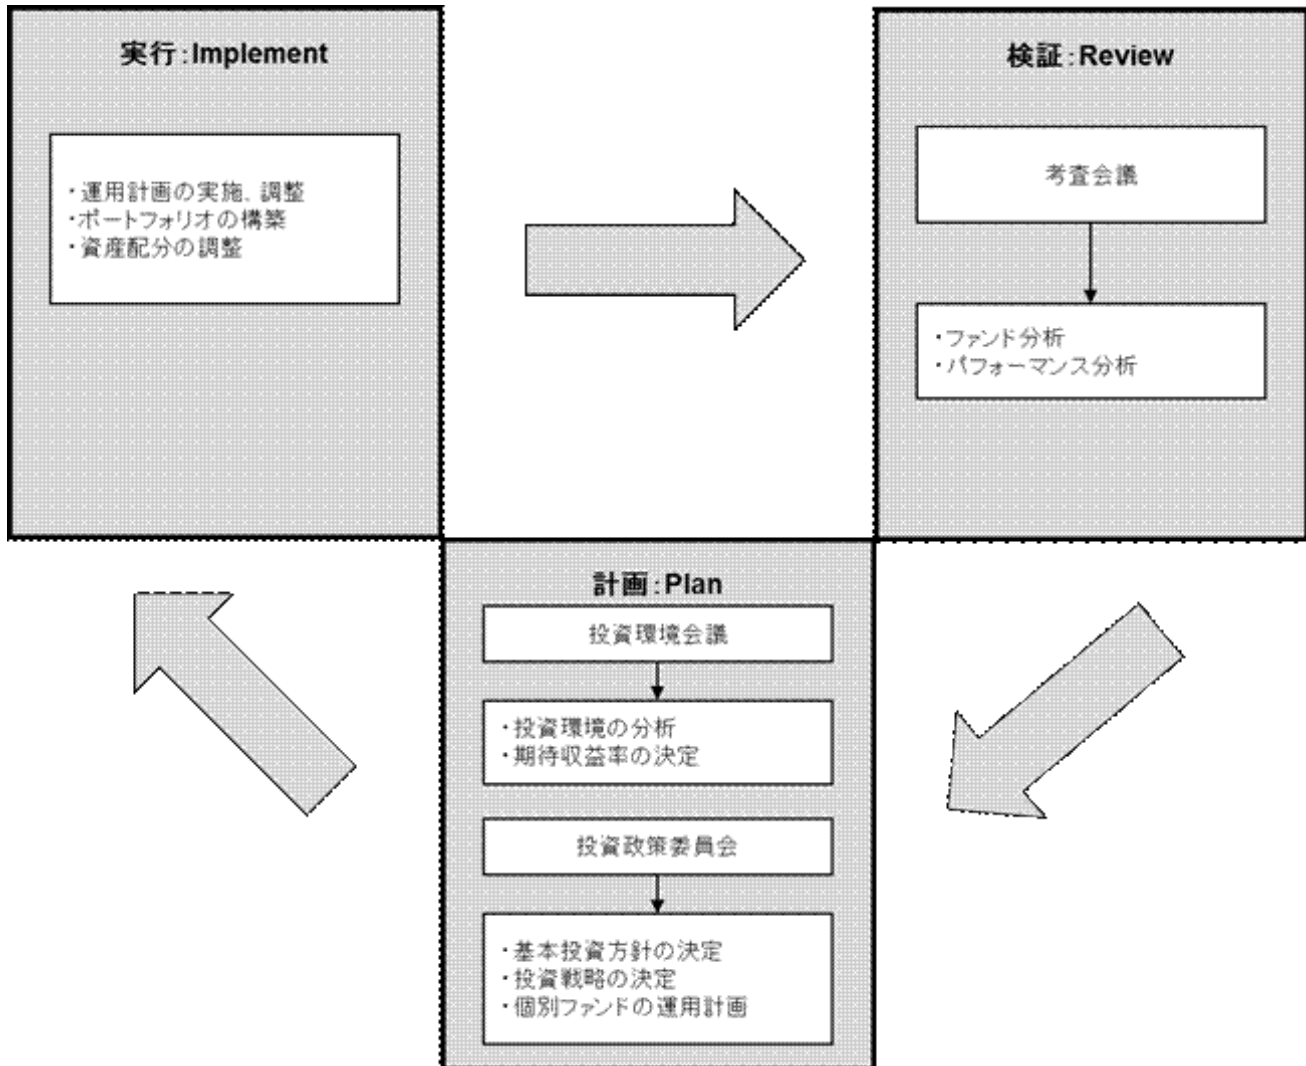 実行：Implement
・運用計画の実施、調整
・ポートフォリオの構築
・資産配分の調整
検証：Review
考査会議
・ファンド分析
・パフォーマンス分析
計画：Plan
投資環境会議
・投資環境の分析
・期待収益率の決定
投資政策委員会
・基本投資方針の決定
・投資戦略の決定
・個別ファンドの運用計画